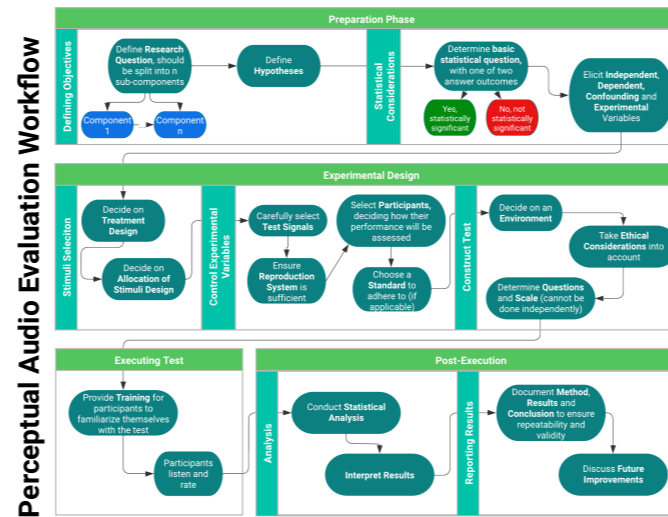 Perceptual Audio Evaluation Workflow
Preparation Phase
Defining Objectives
Define Research
Question, should
be split into n
sub-components
Component
1
Component
n
Define
Hypotheses
Statistical
Considerations
Determine basic
statistical question,
with one of two
answer outcomes
Yes,
statistically
significant
No, not
statistically
significant
Elicit Independent,
Dependent,
Confounding and
Experimental
Variables
Experimental Design
Stimuli Seleciton
Decide on
Treatment
Design
Decide on
Allocation of
Stimuli Design
Control Experimental
Variables
Carefully select
Test Signals
Ensure
Reproduction
System is
sufficient
Select Participants,
deciding how their
performance will be
assessed
Choose a
Standard to
adhere to (if
applicable)
Construct Test
Decide on an
Environment
Take Ethical
Considerations into
account
Determine Questions
and Scale (cannot be
done independently)
Executing Test
Provide Training for
participants to
familiarize themselves
with the test
Participants
listen and
rate
Post-Execution
Analysis
Conduct Statistical
Analysis
Interpret Results
Reporting Results
Document Method,
Results and
Conclusion to ensure
repeatability and
validity
Discuss Future
Improvements